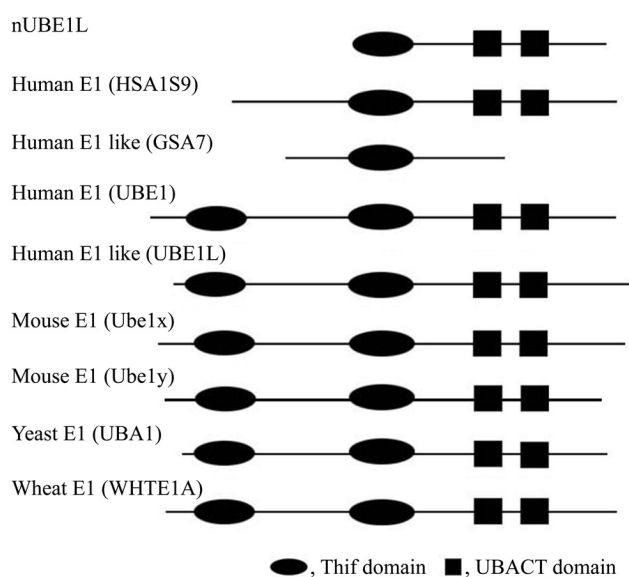 nUBE1L
Human E1 (HSA1S9)
Human E1 like (GSA7)
Human E1 (UBE1)
Human E1 like (UBE1L)
Mouse E1 (Ube1x)
Mouse E1 (Ube1y)
Yeast E1 (UBA1)
Wheat E1 (WHTE1A)
, Thif domain , UBACT domain